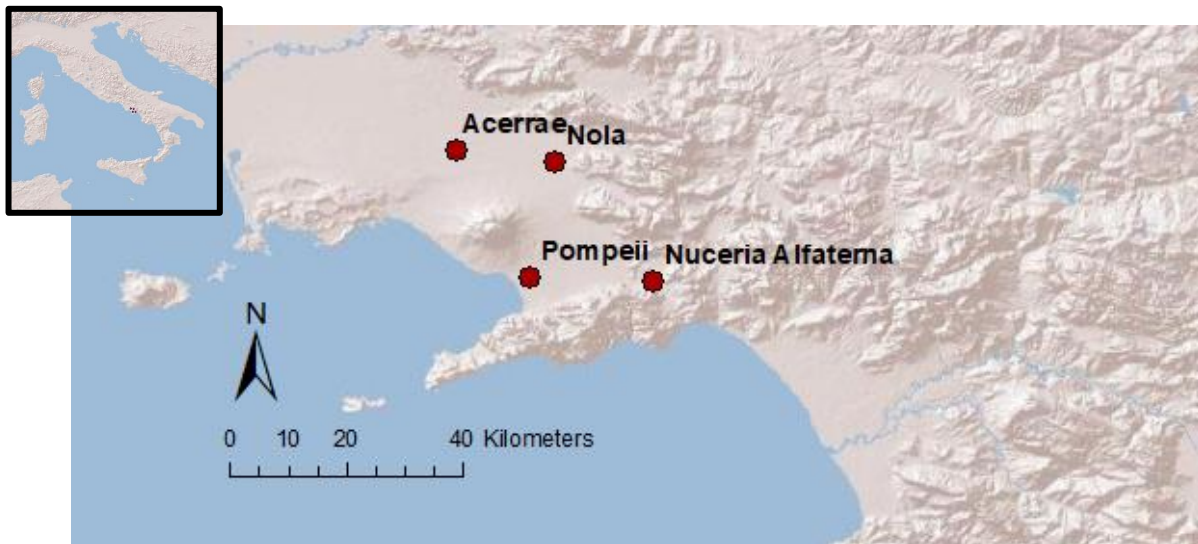 Acerrae
Nola
Pompeii
Nuceria Alfaterna
N
0 10 20 40 Kilometers